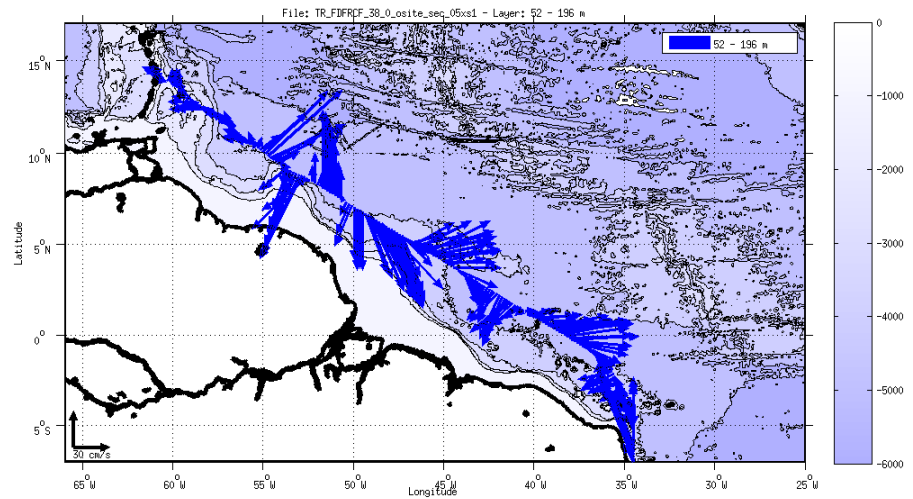 File: TR_FDFRCF_38_0_osite_sec_05xs1 - Layer: 52 - 196 m
52 - 196 m
15°N
10°N
5°N
0°
5°S
Latitude
30 cm/s
65°W
60°W
55°W
50°W
45°W
40°W
35°W
30°W
25°W
Longitude
0
-1000
-2000
-3000
-4000
-5000
-6000